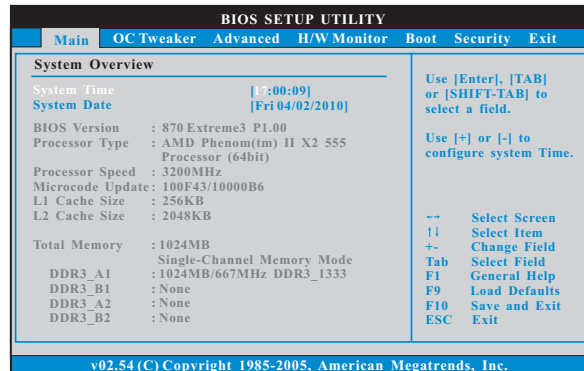 BIOS SETUP UTILITY
Main OC Tweaker Advanced H/W Monitor Boot Security Exit
System Overview
System Time [17:00:09]
System Date [Fri 04/02/2010]
BIOS Version : 870 Extreme3 P1.00
Processor Type : AMD Phenom(tm) II X2 555
Processor (64bit)
Processor Speed : 3200MHz
Microcode Update : 100F43/10000B6
L1 Cache Size : 256KB
L2 Cache Size : 2048KB
Total Memory : 1024MB
Single-Channel Memory Mode
DDR3_A1 : 1024MB/667MHz DDR3_1333
DDR3_B1 : None
DDR3_A2 : None
DDR3_B2 : None
Use [Enter], [TAB]
or [SHIFT-TAB] to
select a field.
Use [+] or [-] to
configure system Time.
←→ Select Screen
↑↓ Select Item
+- Change Field
Tab Select Field
F1 General Help
F9 Load Defaults
F10 Save and Exit
ESC Exit
v02.54 (C) Copyright 1985-2005, American Megatrends, Inc.